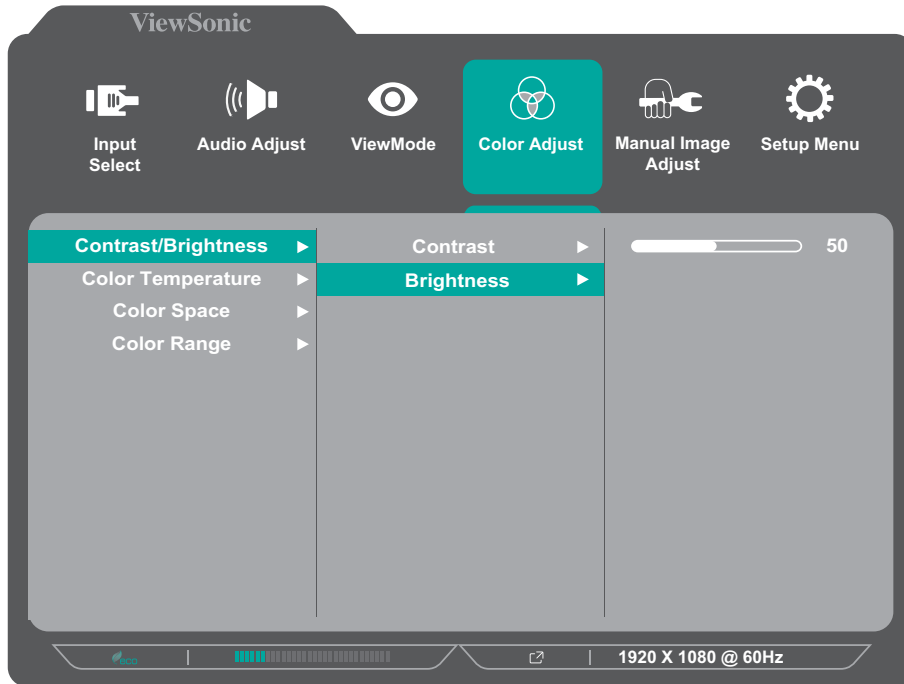 ViewSonic
Input Select
Audio Adjust
ViewMode
Color Adjust
Manual Image Adjust
Setup Menu
Contrast/Brightness
Color Temperature
Color Space
Color Range
Contrast
Brightness
50
eco
1920 X 1080 @ 60Hz